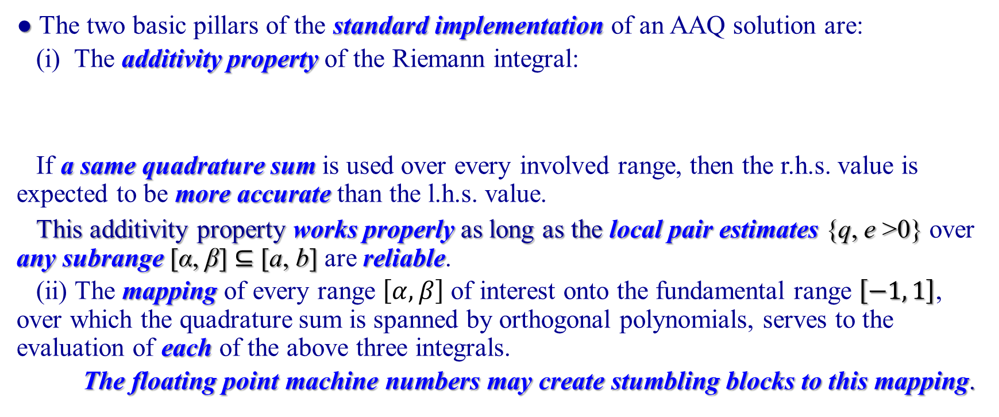 ● The two basic pillars of the standard implementation of an AAQ solution are:
(i) The additivity property of the Riemann integral:
If a same quadrature sum is used over every involved range, then the r.h.s. value is
expected to be more accurate than the l.h.s. value.
This additivity property works properly as long as the local pair estimates {q, e >0} over
any subrange [α, β] ⊆ [a, b] are reliable.
(ii) The mapping of every range [α, β] of interest onto the fundamental range [−1, 1],
over which the quadrature sum is spanned by orthogonal polynomials, serves to the
evaluation of each of the above three integrals.
The floating point machine numbers may create stumbling blocks to this mapping.